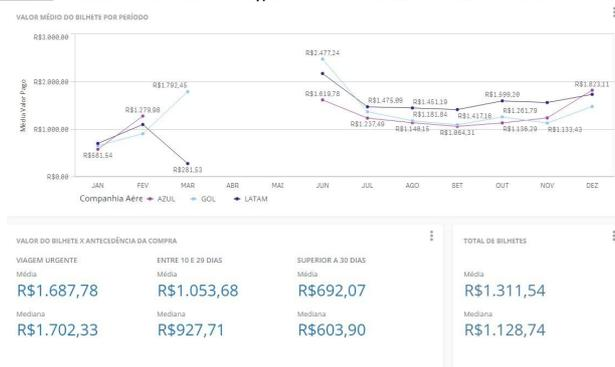 VALOR MÉDIO DO BILHETE POR PERÍODO
R$3.000,00
R$2.000,00
R$1.000,00
R$0,00
Média Valor Pago
R$581,54
R$1.279,98
R$1.792,45
R$281,53
R$2.477,24
R$1.619,78
R$1.475,09
R$1.237,49
R$1.451,19
R$1.181,84
R$1.140,15
R$1.417,16
R$1.064,31
R$1.599,20
R$1.261,79
R$1.136,29
R$1.133,43
R$1.823,11
JAN FEV MAR ABR MAI JUN JUL AGO SET OUT NOV DEZ
Companhia Aére AZUL GOL LATAM
VALOR DO BILHETE X ANTECEDÊNCIA DA COMPRA
VIAGEM URGENTE ENTRE 10 E 29 DIAS SUPERIOR A 30 DIAS
Média Média Média
R$1.687,78 R$1.053,68 R$692,07
Mediana Mediana Mediana
R$1.702,33 R$927,71 R$603,90
TOTAL DE BILHETES
Média
R$1.311,54
Mediana
R$1.128,74